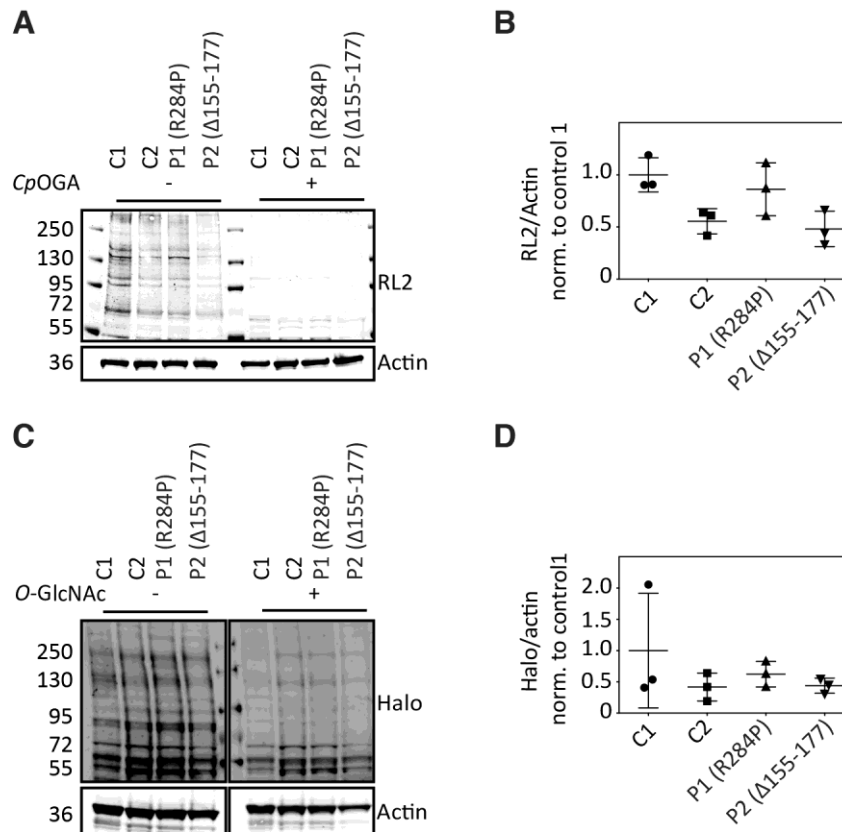 A
C1
C2
P1 (R284P)
P2 (Δ155-177)
C1
C2
P1 (R284P)
P2 (Δ155-177)
CpOGA
-
+
250
130
95
72
55
RL2
36
Actin
B
RL2/Actin
norm. to control 1
1.0
0.5
0
C1
C2
P1 (R284P)
P2 (Δ155-177)
C
C1
C2
P1 (R284P)
P2 (Δ155-177)
C1
C2
P1 (R284P)
P2 (Δ155-177)
O-GlcNAc
-
+
250
130
95
72
55
Halo
36
Actin
D
Halo/actin
norm. to control1
2.0
1.0
0.5
0
C1
C2
P1 (R284P)
P2 (Δ155-177)